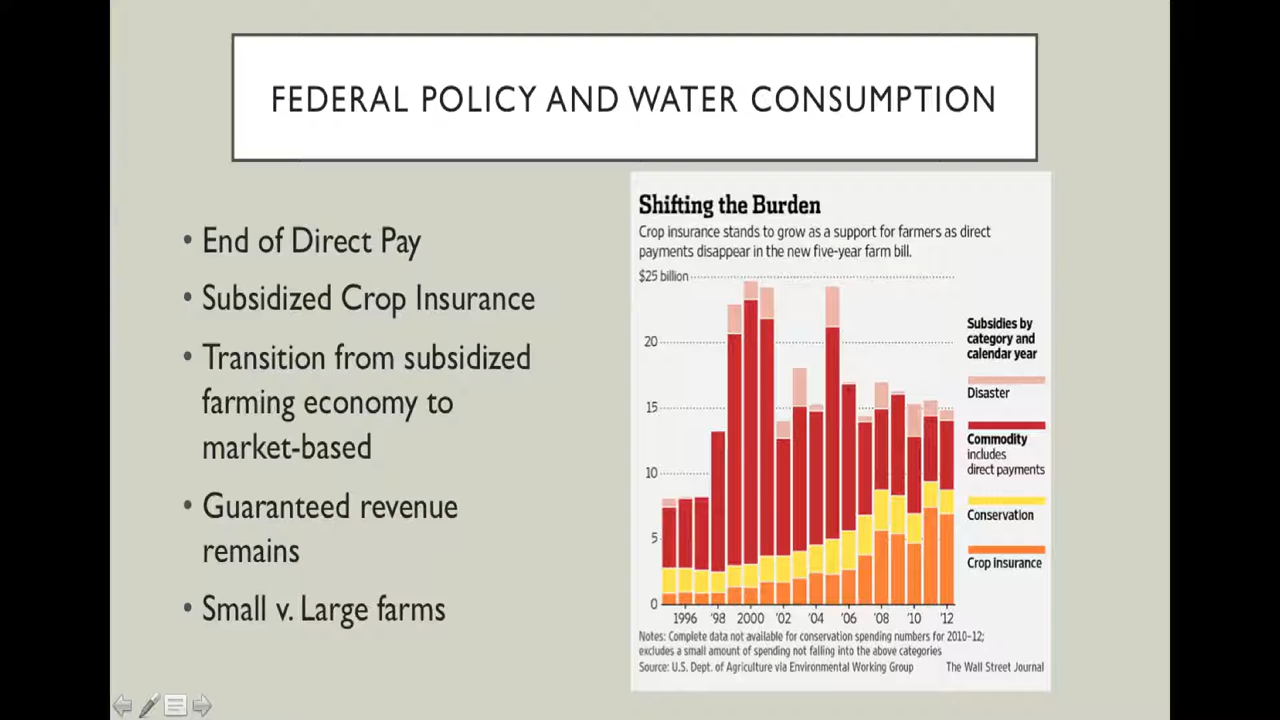 FEDERAL POLICY AND WATER CONSUMPTION
• End of Direct Pay
• Subsidized Crop Insurance
• Transition from subsidized
farming economy to
market-based
• Guaranteed revenue
remains
• Small v. Large farms
Shifting the Burden
Crop insurance stands to grow as a support for farmers as direct
payments disappear in the new five-year farm bill.
$25 billion
20
15
10
5
0
1996 '98 2000 '02 '04 '06 '08 '10 '12
Subsidies by
category and
calendar year
Disaster
Commodity
includes
direct payments
Conservation
Crop insurance
Notes: Complete data not available for conservation spending numbers for 2010–12;
excludes a small amount of spending not falling into the above categories
Source: U.S. Dept. of Agriculture via Environmental Working Group The Wall Street Journal